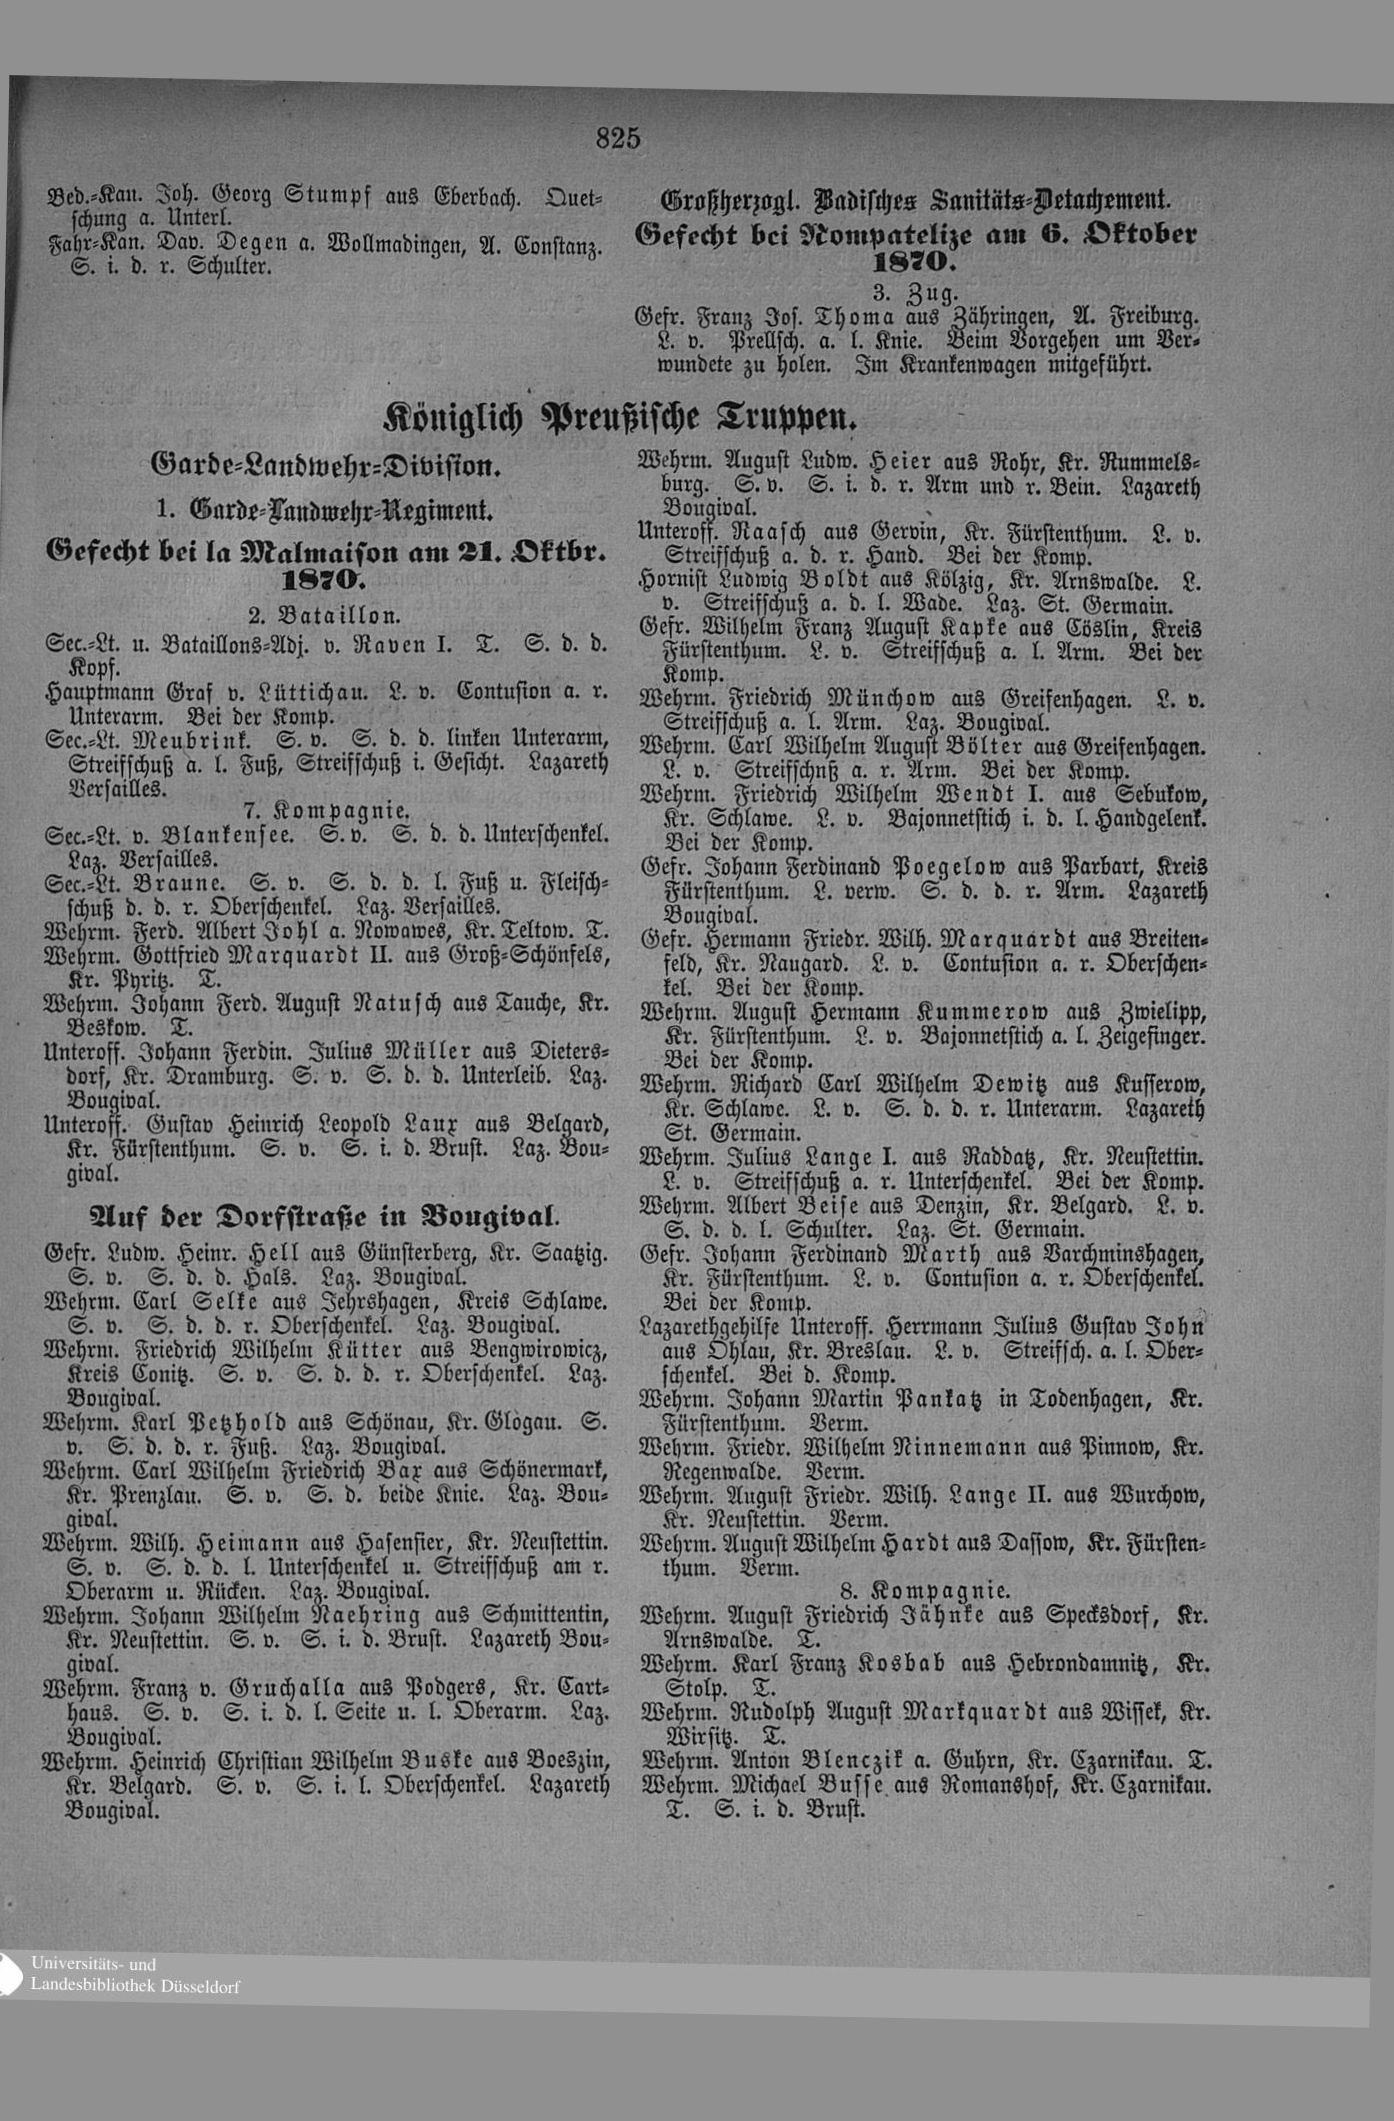 825
Bed.-Kan. Joh. Georg Stumpf aus Eberbach. Quet-
schung a. Unterl.
Fahr-Kan. Dav. Degen a. Wollmadingen, A. Constanz.
S. i. d. r. Schulter.
Großherzogl. Badisches Sanitäts-Detachement.
Gefecht bei Nompatelize am 6. Oktober
1870.
3. Zug.
Gefr. Franz Jos. Thoma aus Zähringen, A. Freiburg.
L. v. Prellsch. a. l. Knie. Beim Vorgehen um Ver-
wundete zu holen. Im Krankenwagen mitgeführt.
Königlich Preußische Truppen.
Garde-Landwehr-Division.
1. Garde-Landwehr-Regiment.
Gefecht bei la Malmaison am 21. Oktbr.
1870.
2. Bataillon.
Sec.-Lt. u. Bataillons-Adj. v. Raven I. T. S. d. d.
Kopf.
Hauptmann Graf v. Lüttichau. L. v. Contusion a. r.
Unterarm. Bei der Komp.
Sec.-Lt. Meubrink. S. v. S. d. d. linken Unterarm,
Streifschuß a. l. Fuß, Streifschuß i. Gesicht. Lazareth
Versailles.
7. Kompagnie.
Sec.-Lt. v. Blankensee. S. v. S. d. d. Unterschenkel.
Laz. Versailles.
Sec.-Lt. Braune. S. v. S. d. d. l. Fuß u. Fleisch-
schuß d. d. r. Oberschenkel. Laz. Versailles.
Wehrm. Ferd. Albert Johl a. Nowawes, Kr. Teltow. T.
Wehrm. Gottfried Marquardt II. aus Groß-Schönfels,
Kr. Pyritz. T.
Wehrm. Johann Ferd. August Natusch aus Tauche, Kr.
Beskow. T.
Unteroff. Johann Ferdin. Julius Müller aus Dieters-
dorf, Kr. Dramburg. S. v. S. d. d. Unterleib. Laz.
Bougival.
Unteroff. Gustav Heinrich Leopold Laux aus Belgard,
Kr. Fürstenthum. S. v. S. i. d. Brust. Laz. Bou-
gival.
Auf der Dorfstraße in Bougival.
Gefr. Ludw. Heinr. Hell aus Günsterberg, Kr. Saatzig.
S. v. S. d. d. Hals. Laz. Bougival.
Wehrm. Carl Selke aus Jehrshagen, Kreis Schlawe.
S. v. S. d. d. r. Oberschenkel. Laz. Bougival.
Wehrm. Friedrich Wilhelm Kütter aus Bengwirowicz,
Kreis Conitz. S. v. S. d. d. r. Oberschenkel. Laz.
Bougival.
Wehrm. Karl Petzhold aus Schönau, Kr. Glogau. S.
v. S. d. d. r. Fuß. Laz. Bougival.
Wehrm. Carl Wilhelm Friedrich Bax aus Schönermark,
Kr. Prenzlau. S. v. S. d. beide Knie. Laz. Bou-
gival.
Wehrm. Wilh. Heimann aus Hasenfier, Kr. Neustettin.
S. v. S. d. d. l. Unterschenkel u. Streifschuß am r.
Oberarm u. Rücken. Laz. Bougival.
Wehrm. Johann Wilhelm Naehring aus Schmittentin,
Kr. Neustettin. S. v. S. i. d. Brust. Lazareth Bou-
gival.
Wehrm. Franz v. Gruchalla aus Podgers, Kr. Cart-
haus. S. v. S. i. d. l. Seite u. l. Oberarm. Laz.
Bougival.
Wehrm. Heinrich Christian Wilhelm Buske aus Boeszin,
Kr. Belgard. S. v. S. i. l. Oberschenkel. Lazareth
Bougival.
Wehrm. August Ludw. Heier aus Rohr, Kr. Rummels-
burg. S. v. S. i. d. r. Arm und r. Bein. Lazareth
Bougival.
Unteroff. Raasch aus Gervin, Kr. Fürstenthum. L. v.
Streifschuß a. d. r. Hand. Bei der Komp.
Hornist Ludwig Boldt aus Kölzig, Kr. Arnswalde. L.
v. Streifschuß a. d. l. Wade. Laz. St. Germain.
Gefr. Wilhelm Franz August Kapke aus Cöslin, Kreis
Fürstenthum. L. v. Streifschuß a. l. Arm. Bei der
Komp.
Wehrm. Friedrich Münchow aus Greifenhagen. L. v.
Streifschuß a. l. Arm. Laz. Bougival.
Wehrm. Carl Wilhelm August Bölter aus Greifenhagen.
L. v. Streifschnß a. r. Arm. Bei der Komp.
Wehrm. Friedrich Wilhelm Wendt I. aus Sebukow,
Kr. Schlawe. L. v. Bajonnetstich i. d. l. Handgelenk.
Bei der Komp.
Gefr. Johann Ferdinand Poegelow aus Parbart, Kreis
Fürstenthum. L. verw. S. d. d. r. Arm. Lazareth
Bougival.
Gefr. Hermann Friedr. Wilh. Marquardt aus Breiten-
feld, Kr. Naugard. L. v. Contusion a. r. Oberschen-
kel. Bei der Komp.
Wehrm. August Hermann Kummerow aus Zwielipp,
Kr. Fürstenthum. L. v. Bajonnetstich a. l. Zeigefinger.
Bei der Komp.
Wehrm. Richard Carl Wilhelm Dewitz aus Kusserow,
Kr. Schlawe. L. v. S. d. d. r. Unterarm. Lazareth
St. Germain.
Wehrm. Julius Lange I. aus Raddatz, Kr. Neustettin.
L. v. Streifschuß a. r. Unterschenkel. Bei der Komp.
Wehrm. Albert Beise aus Denzin, Kr. Belgard. L. v.
S. d. d. l. Schulter. Laz. St. Germain.
Gefr. Johann Ferdinand Marth aus Varchminshagen,
Kr. Fürstenthum. L. v. Contusion a. r. Oberschenkel.
Bei der Komp.
Lazarethgehilfe Unteroff. Herrmann Julius Gustav John
aus Ohlau, Kr. Breslau. L. v. Streifsch. a. l. Ober-
schenkel. Bei d. Komp.
Wehrm. Johann Martin Pankatz in Todenhagen, Kr.
Fürstenthum. Verm.
Wehrm. Friedr. Wilhelm Ninnemann aus Pinnow, Kr.
Regenwalde. Verm.
Wehrm. August Friedr. Wilh. Lange II. aus Wurchow,
Kr. Neustettin. Verm.
Wehrm. August Wilhelm Hardt aus Dassow, Kr. Fürsten-
thum. Verm.
8. Kompagnie.
Wehrm. August Friedrich Jähnke aus Specksdorf, Kr.
Arnswalde. T.
Wehrm. Karl Franz Kosbab aus Hebrondamnitz, Kr.
Stolp. T.
Wehrm. Rudolph August Markquardt aus Wissek, Kr.
Wirsitz. T.
Wehrm. Anton Blenczik a. Guhrn, Kr. Czarnikau. T.
Wehrm. Michael Busse aus Romanshof, Kr. Czarnikau.
T. S. i. d. Brust.
Universitäts- und
Landesbibliothek Düsseldorf